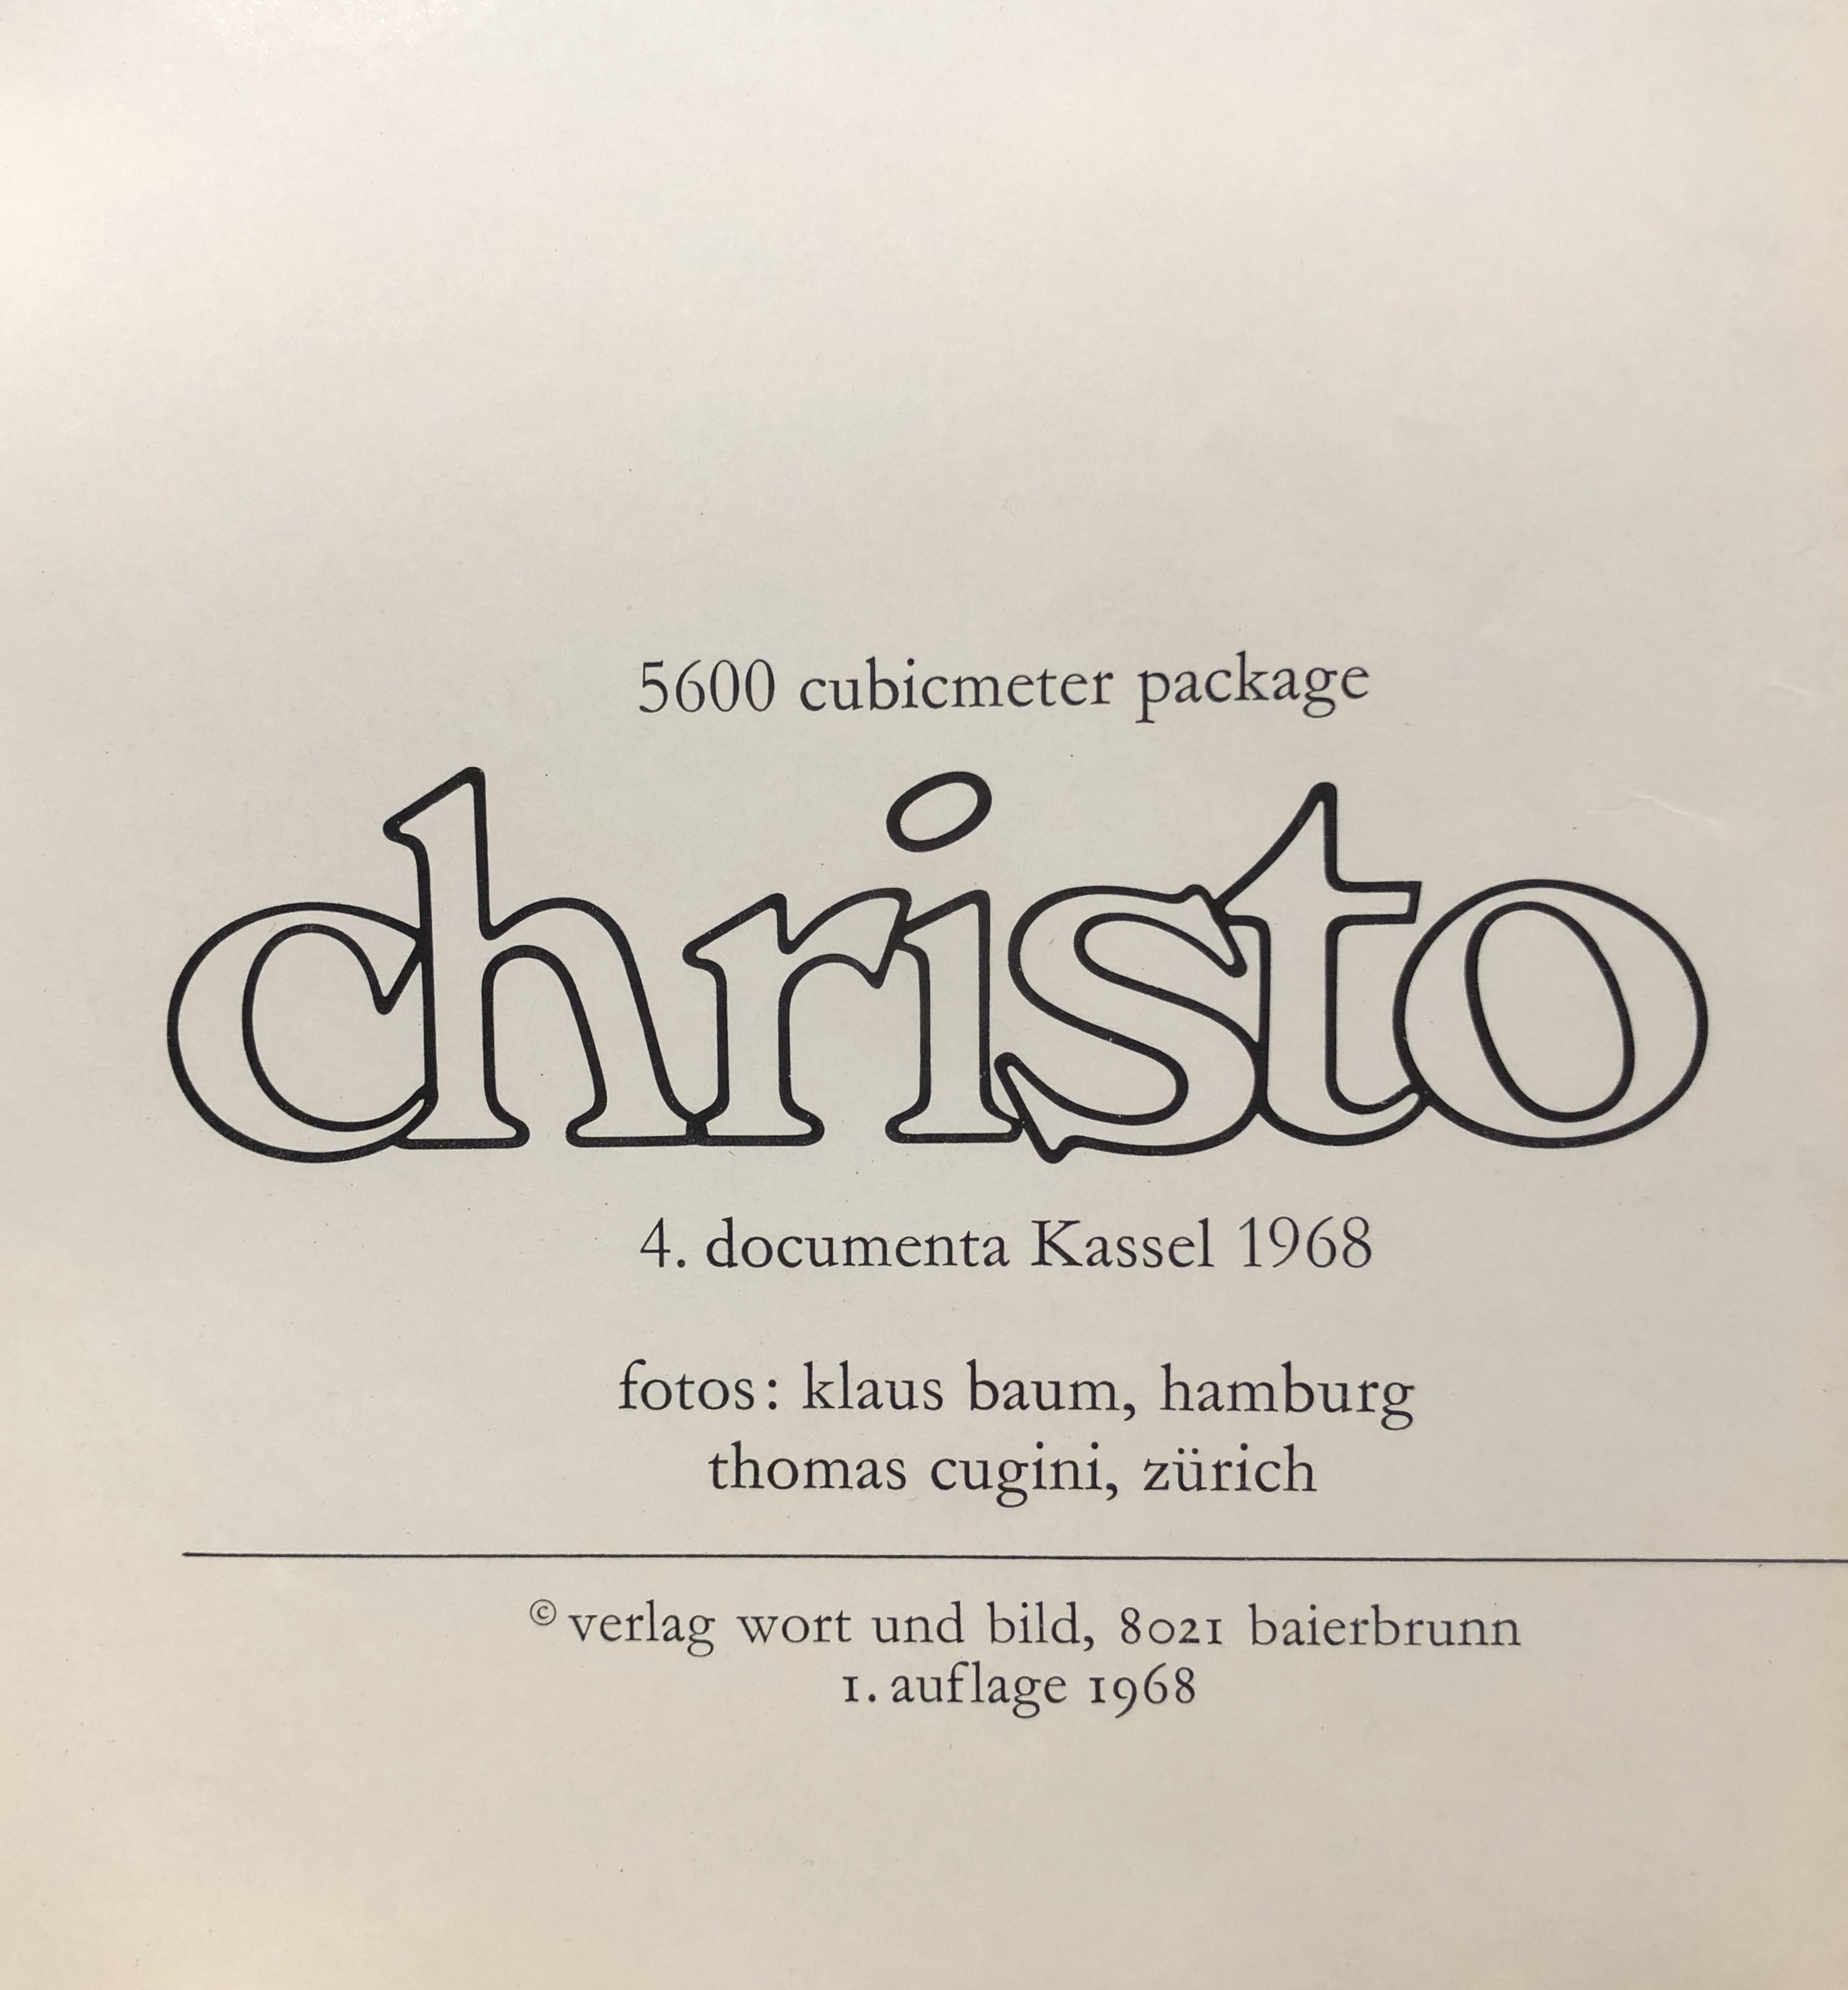 5600 cubicmeter package
christo
4. documenta Kassel 1968
fotos: klaus baum, hamburg
thomas cugini, zürich
© verlag wort und bild, 8021 baierbrunn
1. auflage 1968